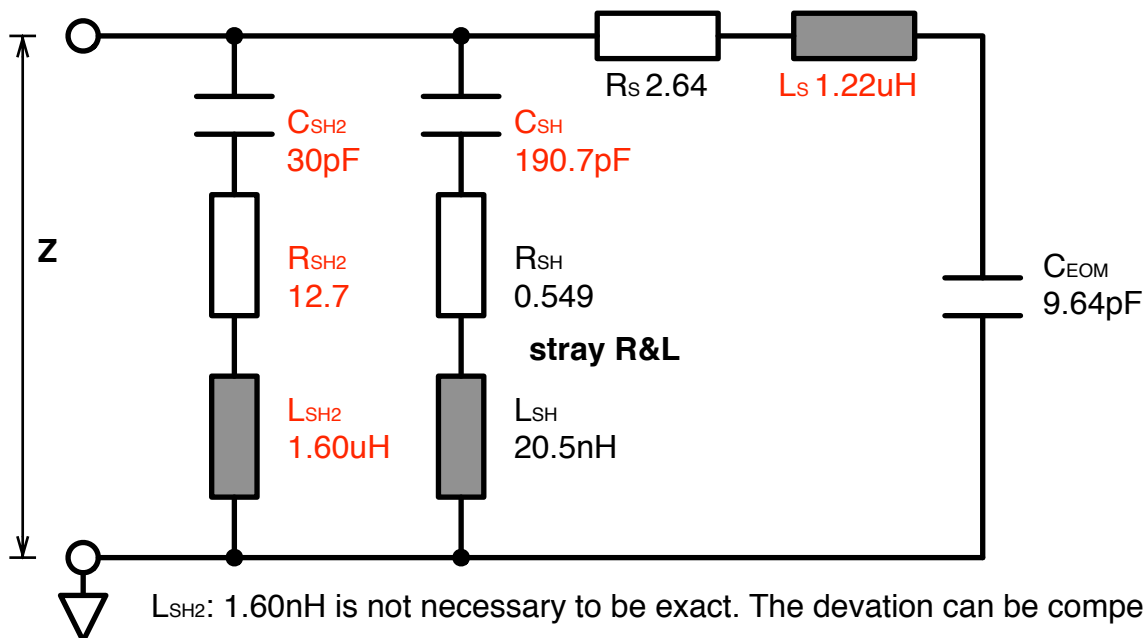 Z
CSH2
30pF
RSH2
12.7
LSH2
1.60uH
CSH
190.7pF
RSH
0.549
stray R&L
LSH
20.5nH
RS 2.64
LS 1.22uH
CEOM
9.64pF
LSH2: 1.60nH is not necessary to be exact. The devation can be compe